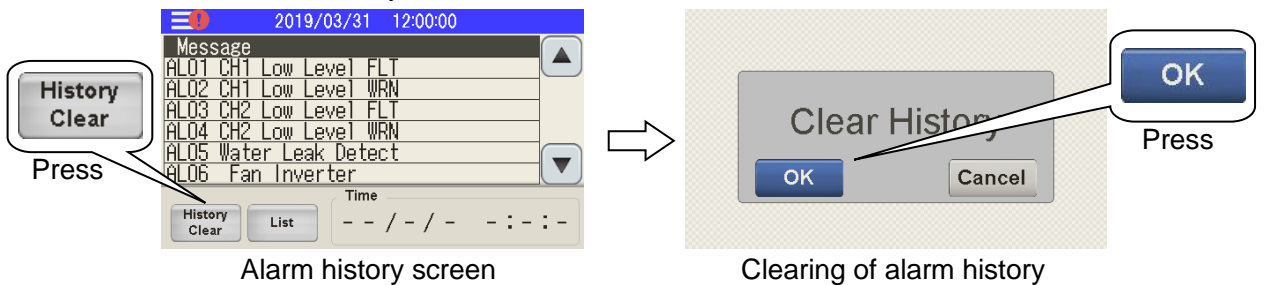 2019/03/31 12:00:00
Message
AL01 CH1 Low Level FLT
AL02 CH1 Low Level WRN
AL03 CH2 Low Level FLT
AL04 CH2 Low Level WRN
AL05 Water Leak Detect
AL06 Fan Inverter
History
Clear
Press
History
Clear
List
Time
- - / - / - - : - : -
Alarm history screen
Clear History
OK
Cancel
OK
Press
Clearing of alarm history